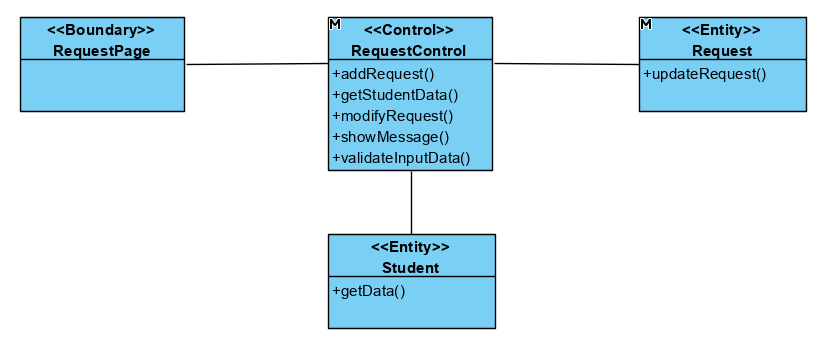 <<Boundary>>
RequestPage
M
<<Control>>
RequestControl
+addRequest()
+getStudentData()
+modifyRequest()
+showMessage()
+validateInputData()
M
<<Entity>>
Request
+updateRequest()
<<Entity>>
Student
+getData()